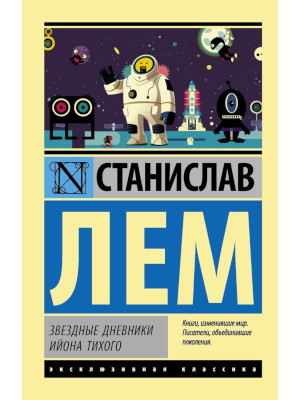 N
СТАНИСЛАВ
ЛЕМ
ЗВЕЗДНЫЕ ДНЕВНИКИ
ИЙОНА ТИХОГО
Книги, изменившие мир.
Писатели, объединившие
поколения.
ЭКСКЛЮЗИВНАЯ КЛАССИКА